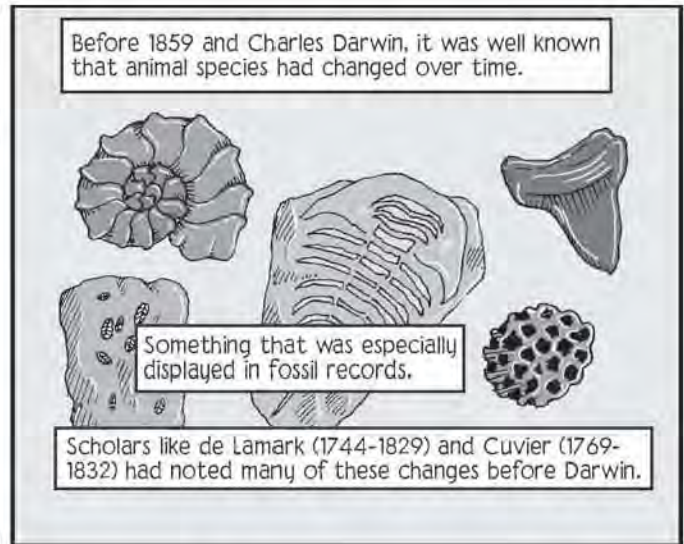 Before 1859 and Charles Darwin, it was well known
that animal species had changed over time.
Something that was especially
displayed in fossil records.
Scholars like de Lamark (1744-1829) and Cuvier (1769-
1832) had noted many of these changes before Darwin.